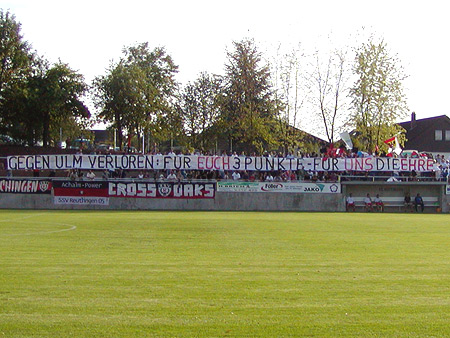 GEGEN ULM VERLOREN: FÜR EUCH 3 PUNKTE - FÜR UNS DIE EHRE
CHINGEN
Achalm-Power
CROSS OAKS
JAKO
SSV Reutlingen 05